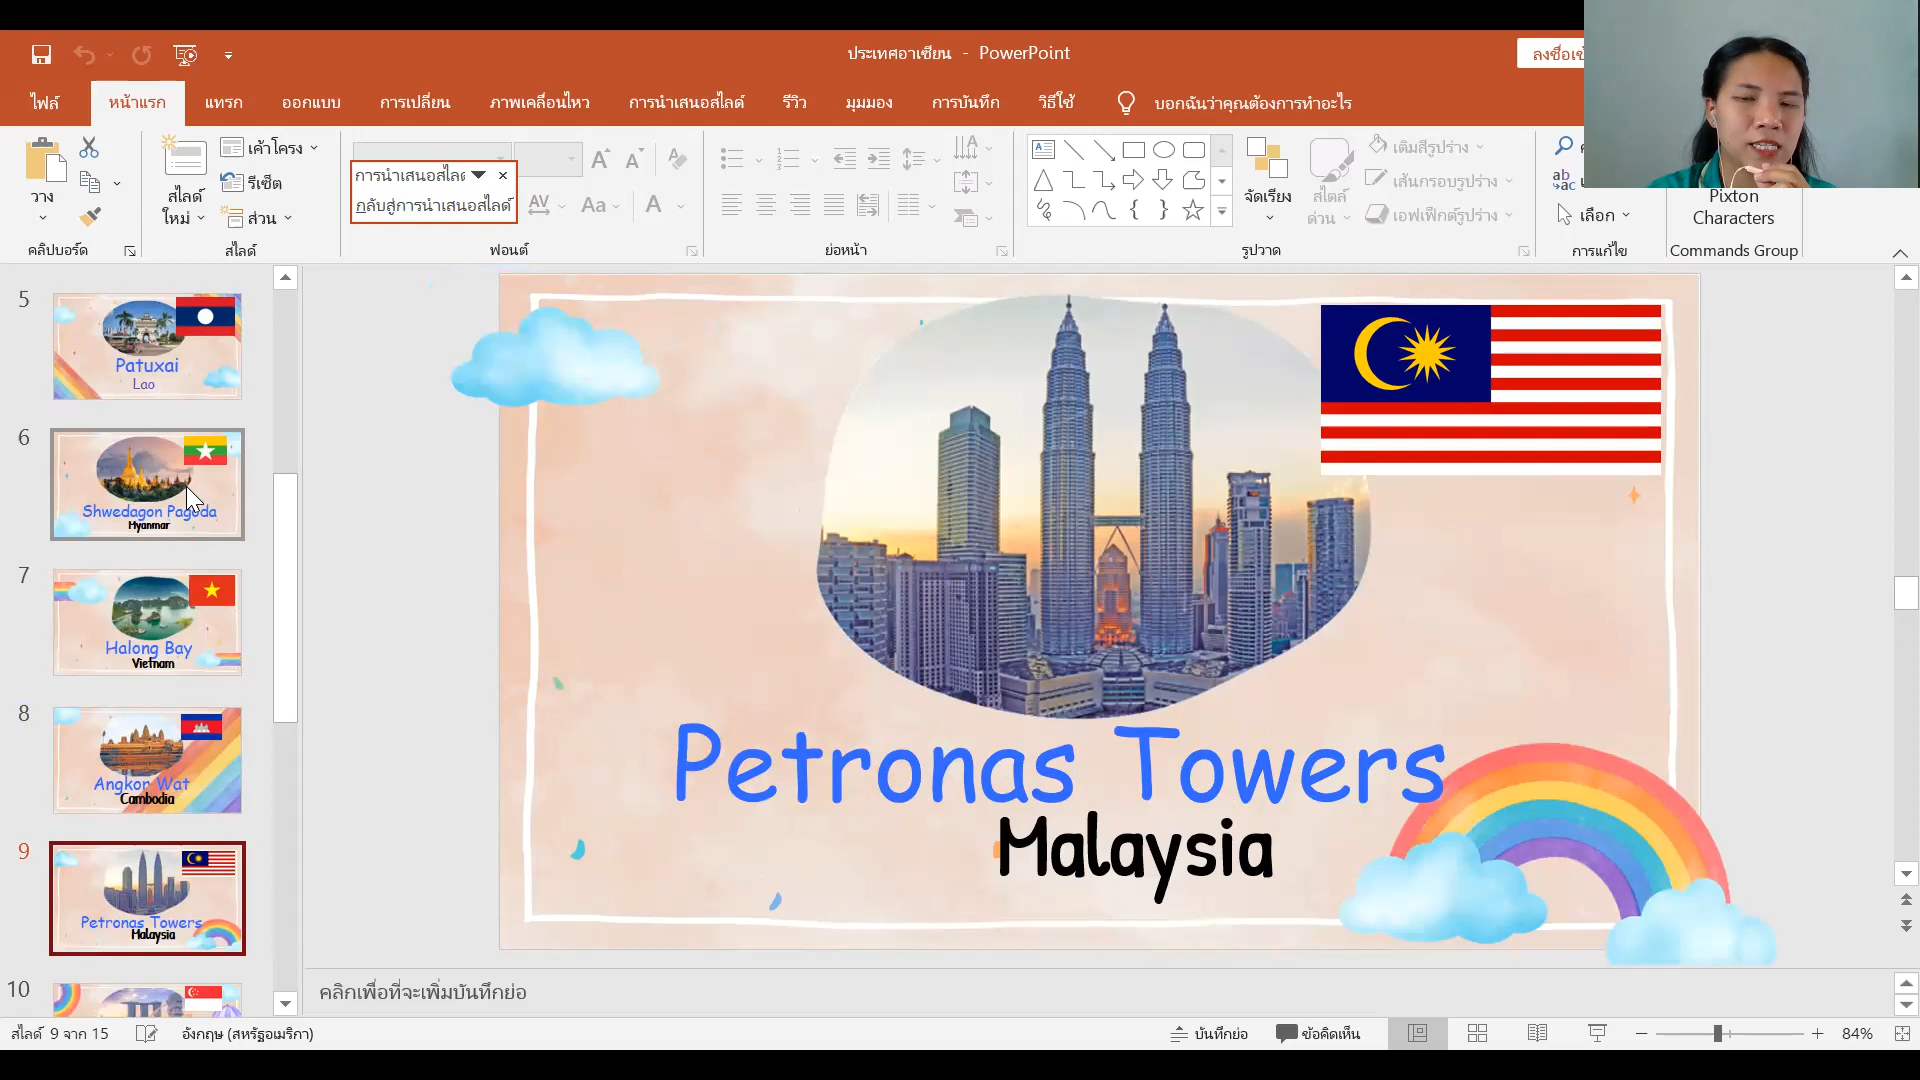 ประเทศอาเซียน - PowerPoint
ลงชื่อเข้
ไฟล์ หน้าแรก แทรก ออกแบบ การเปลี่ยน ภาพเคลื่อนไหว การนำเสนอสไลด์ รีวิว มุมมอง การบันทึก วิธีใช้ บอกฉันว่าคุณต้องการทำอะไร
วาง
คลิปบอร์ด
สไลด์
ใหม่
เค้าโครง
รีเซ็ต
ส่วน
สไลด์
การนำเสนอสไลด์
กลับสู่การนำเสนอสไลด์
AV Aa A
ฟอนต์
ย่อหน้า
จัดเรียง
สไตล์
ด่วน
เติมสีรูปร่าง
เส้นกรอบรูปร่าง
เอฟเฟ็กต์รูปร่าง
รูปวาด
เลือก
การแก้ไข
Pixton
Characters
Commands Group
5
Patuxai
Lao
6
Shwedagon Pagoda
Myanmar
7
Halong Bay
Vietnam
8
Angkor Wat
Cambodia
9
Petronas Towers
Malaysia
10
Petronas Towers
Malaysia
คลิกเพื่อที่จะเพิ่มบันทึกย่อ
สไลด์ 9 จาก 15 อังกฤษ (สหรัฐอเมริกา) บันทึกย่อ ข้อคิดเห็น 84%